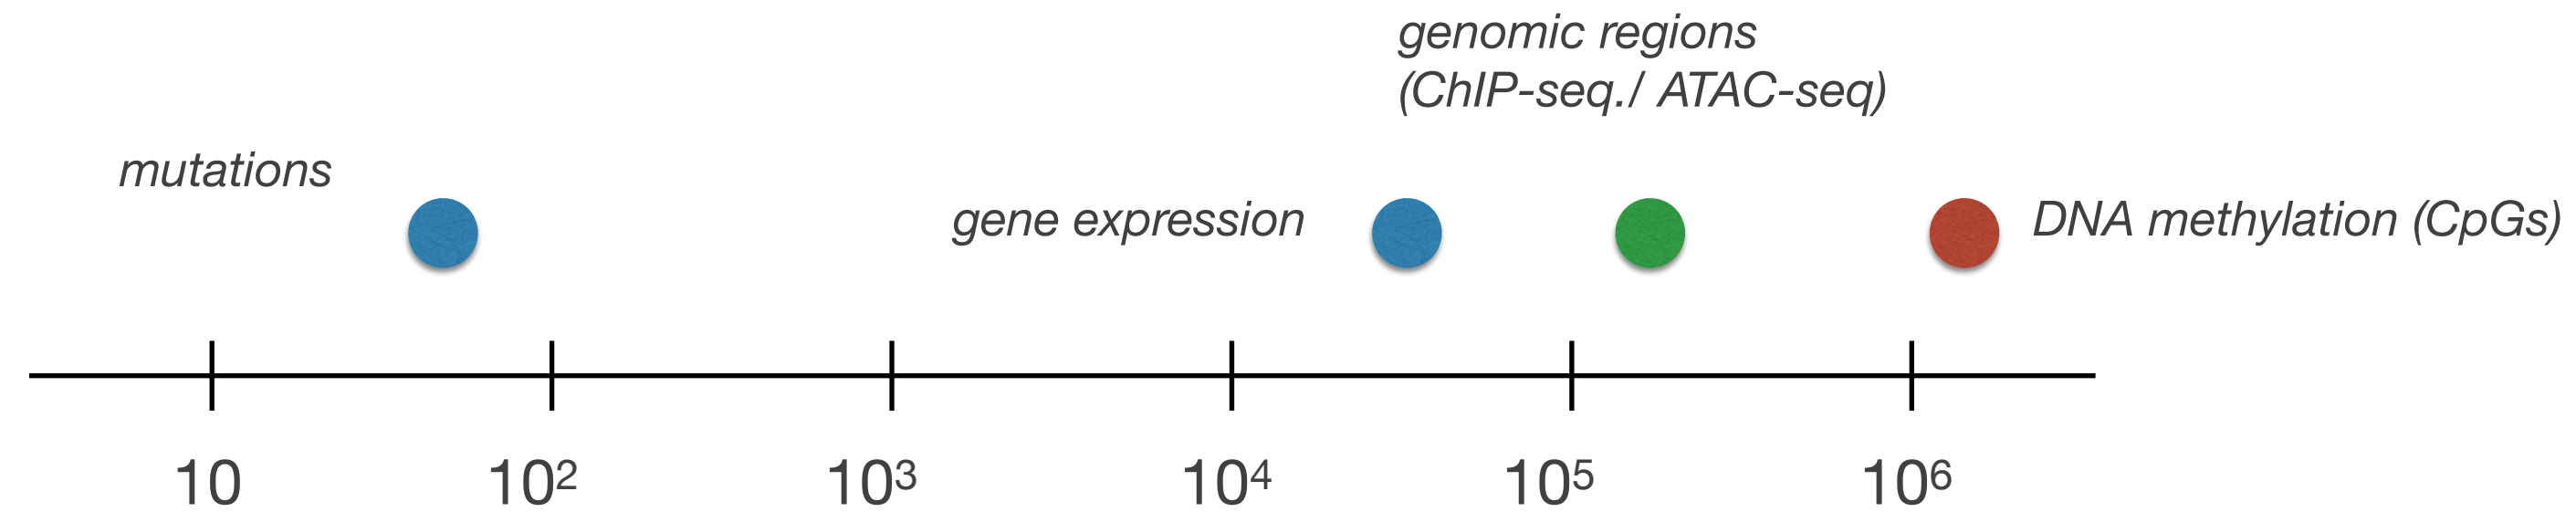 genomic regions
(ChIP-seq./ ATAC-seq)
mutations
gene expression
DNA methylation (CpGs)
10
10²
10³
10⁴
10⁵
10⁶